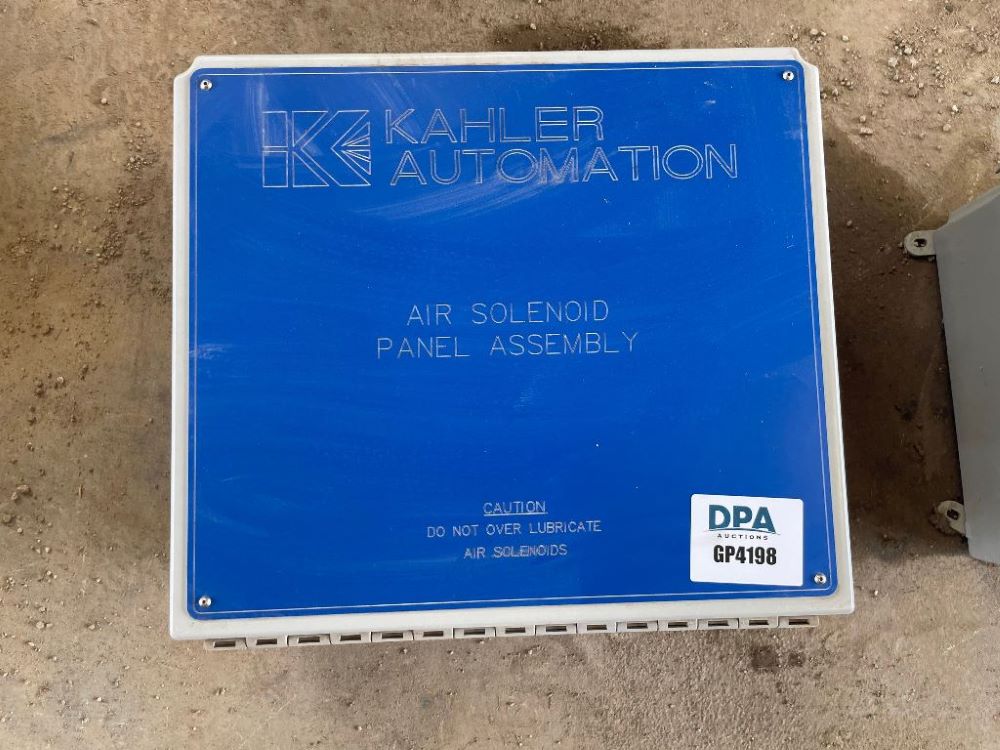 KAHLER
AUTOMATION
AIR SOLENOID
PANEL ASSEMBLY
CAUTION
DO NOT OVER LUBRICATE
AIR SOLENOIDS
DPA
AUCTIONS
GP4198